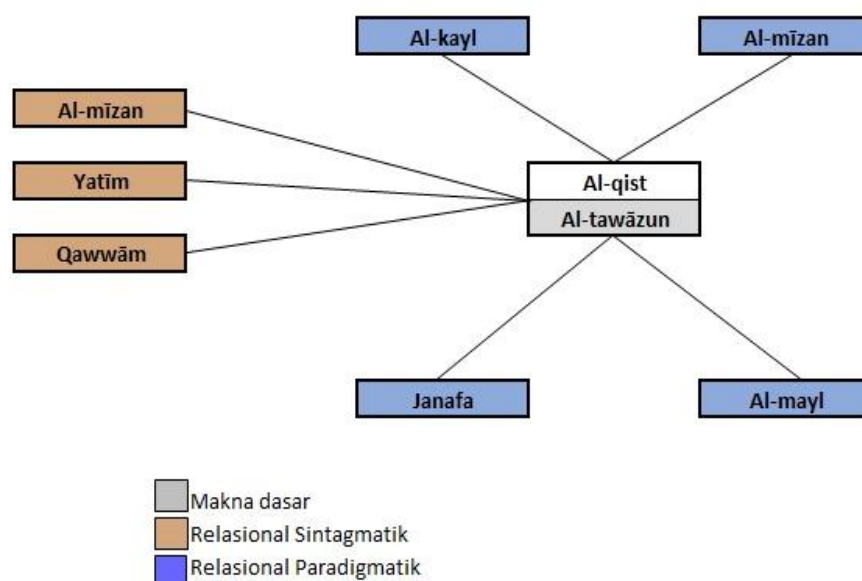 Al-kayl
Al-mīzan
Al-mīzan
Yatīm
Qawwām
Al-qist
Al-tawāzun
Janafa
Al-mayl
Makna dasar
Relasional Sintagmatik
Relasional Paradigmatik